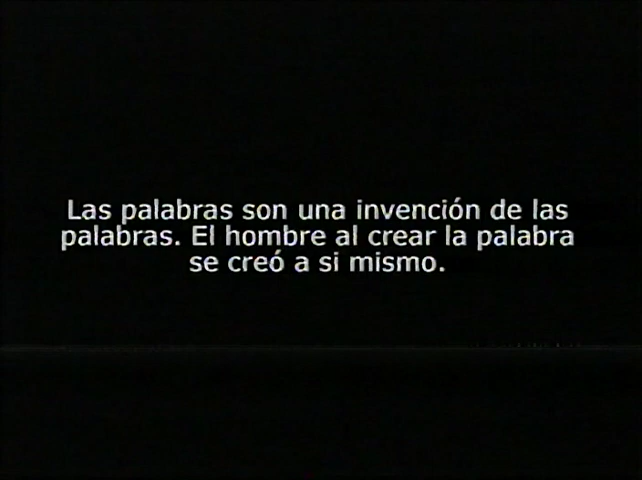 Las palabras son una invención de las
palabras. El hombre al crear la palabra
se creó a si mismo.